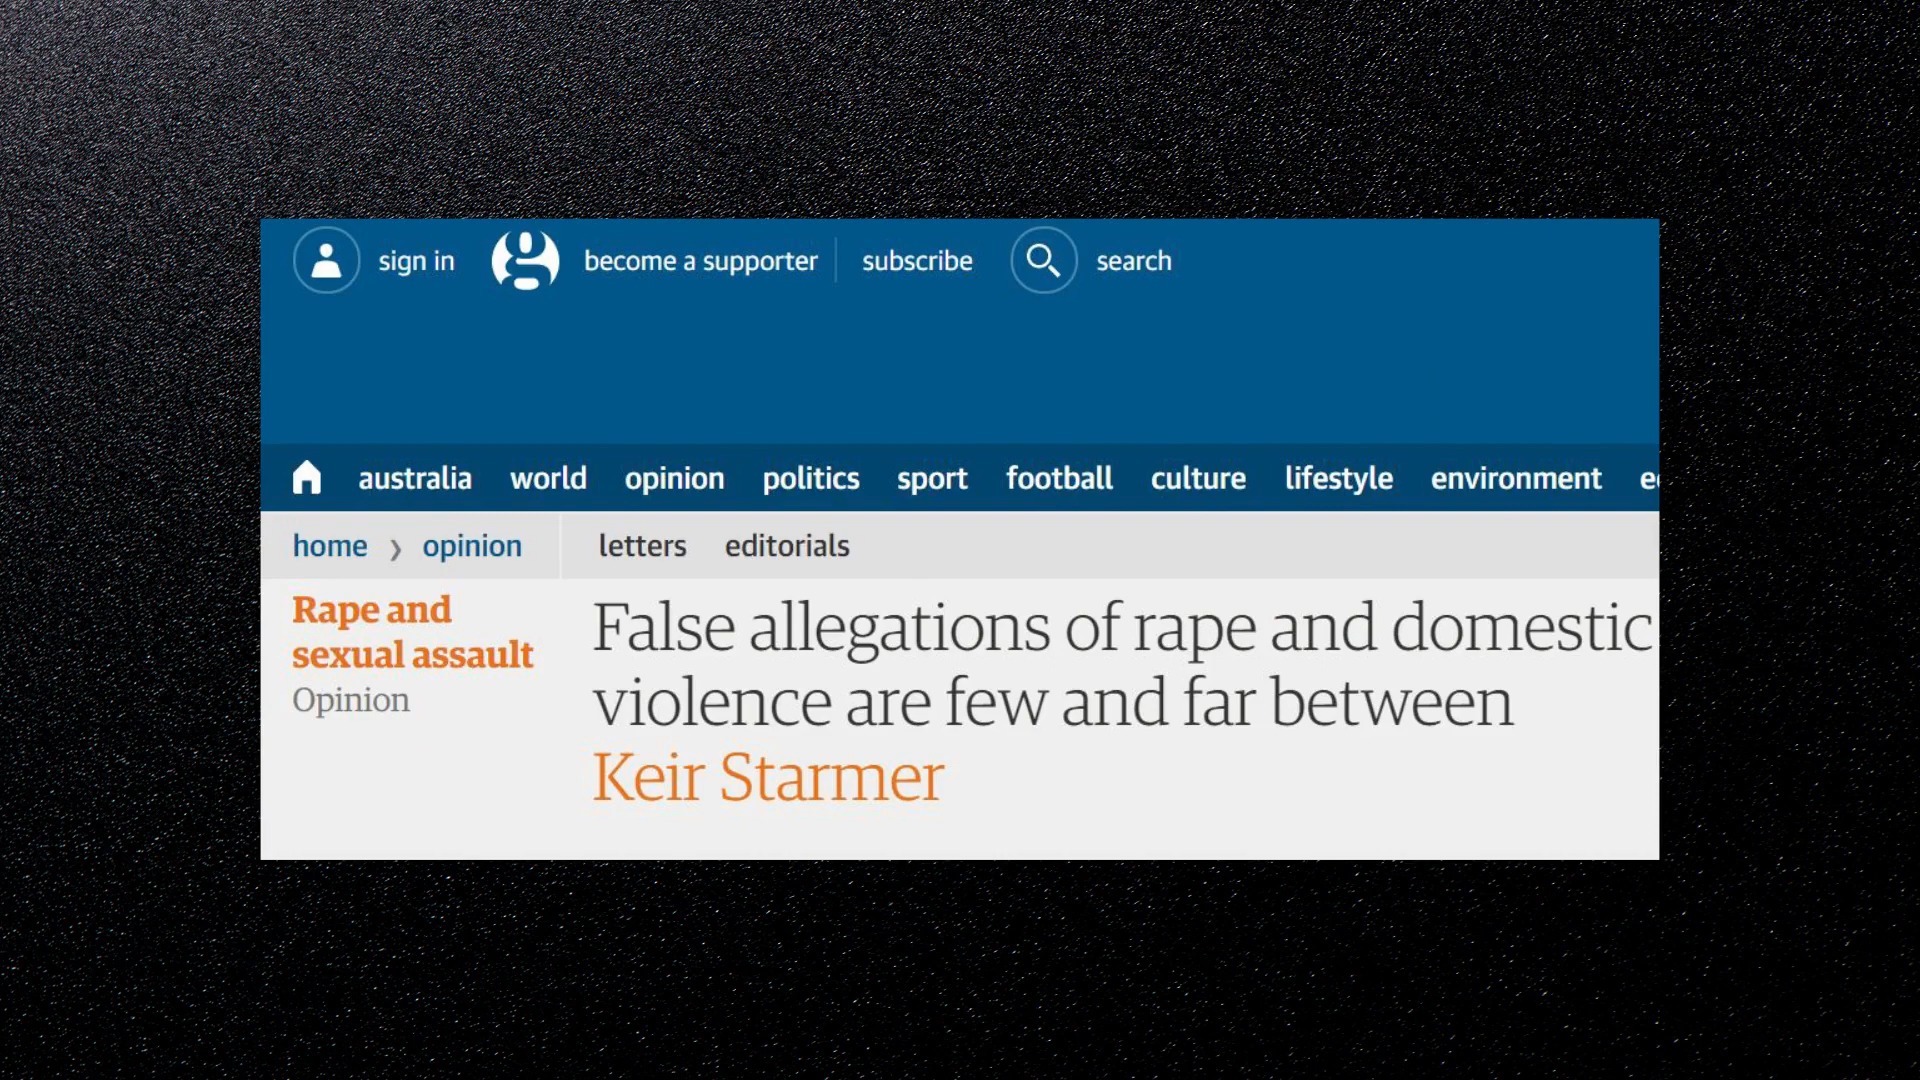 sign in become a supporter subscribe search
australia world opinion politics sport football culture lifestyle environment
home opinion letters editorials
Rape and
sexual assault
Opinion
False allegations of rape and domestic
violence are few and far between
Keir Starmer